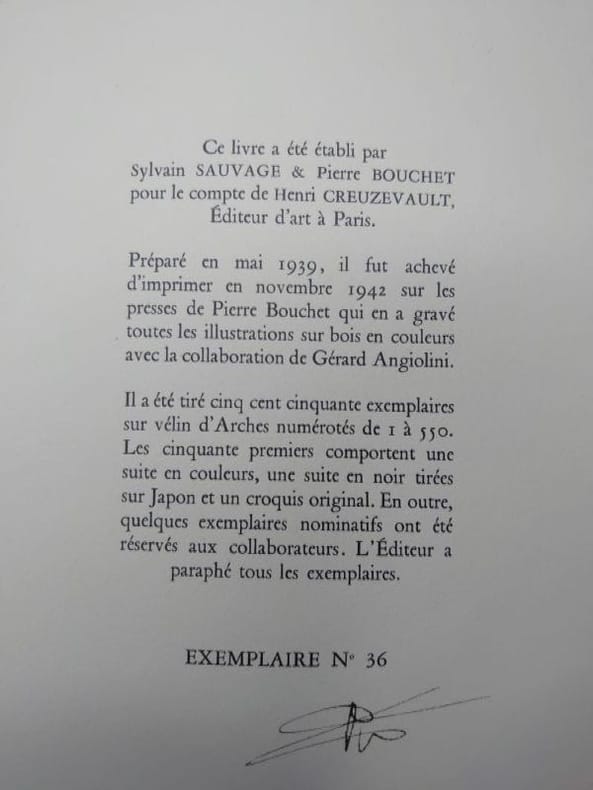 Ce livre a été établi par
Sylvain SAUVAGE & Pierre BOUCHET
pour le compte de Henri CREUZEVAULT,
Éditeur d'art à Paris.
Préparé en mai 1939, il fut achevé
d'imprimer en novembre 1942 sur les
presses de Pierre Bouchet qui en a gravé
toutes les illustrations sur bois en couleurs
avec la collaboration de Gérard Angiolini.
Il a été tiré cinq cent cinquante exemplaires
sur vélin d'Arches numérotés de 1 à 550.
Les cinquante premiers comportent une
suite en couleurs, une suite en noir tirées
sur Japon et un croquis original. En outre,
quelques exemplaires nominatifs ont été
réservés aux collaborateurs. L'Éditeur a
paraphé tous les exemplaires.
EXEMPLAIRE N° 36